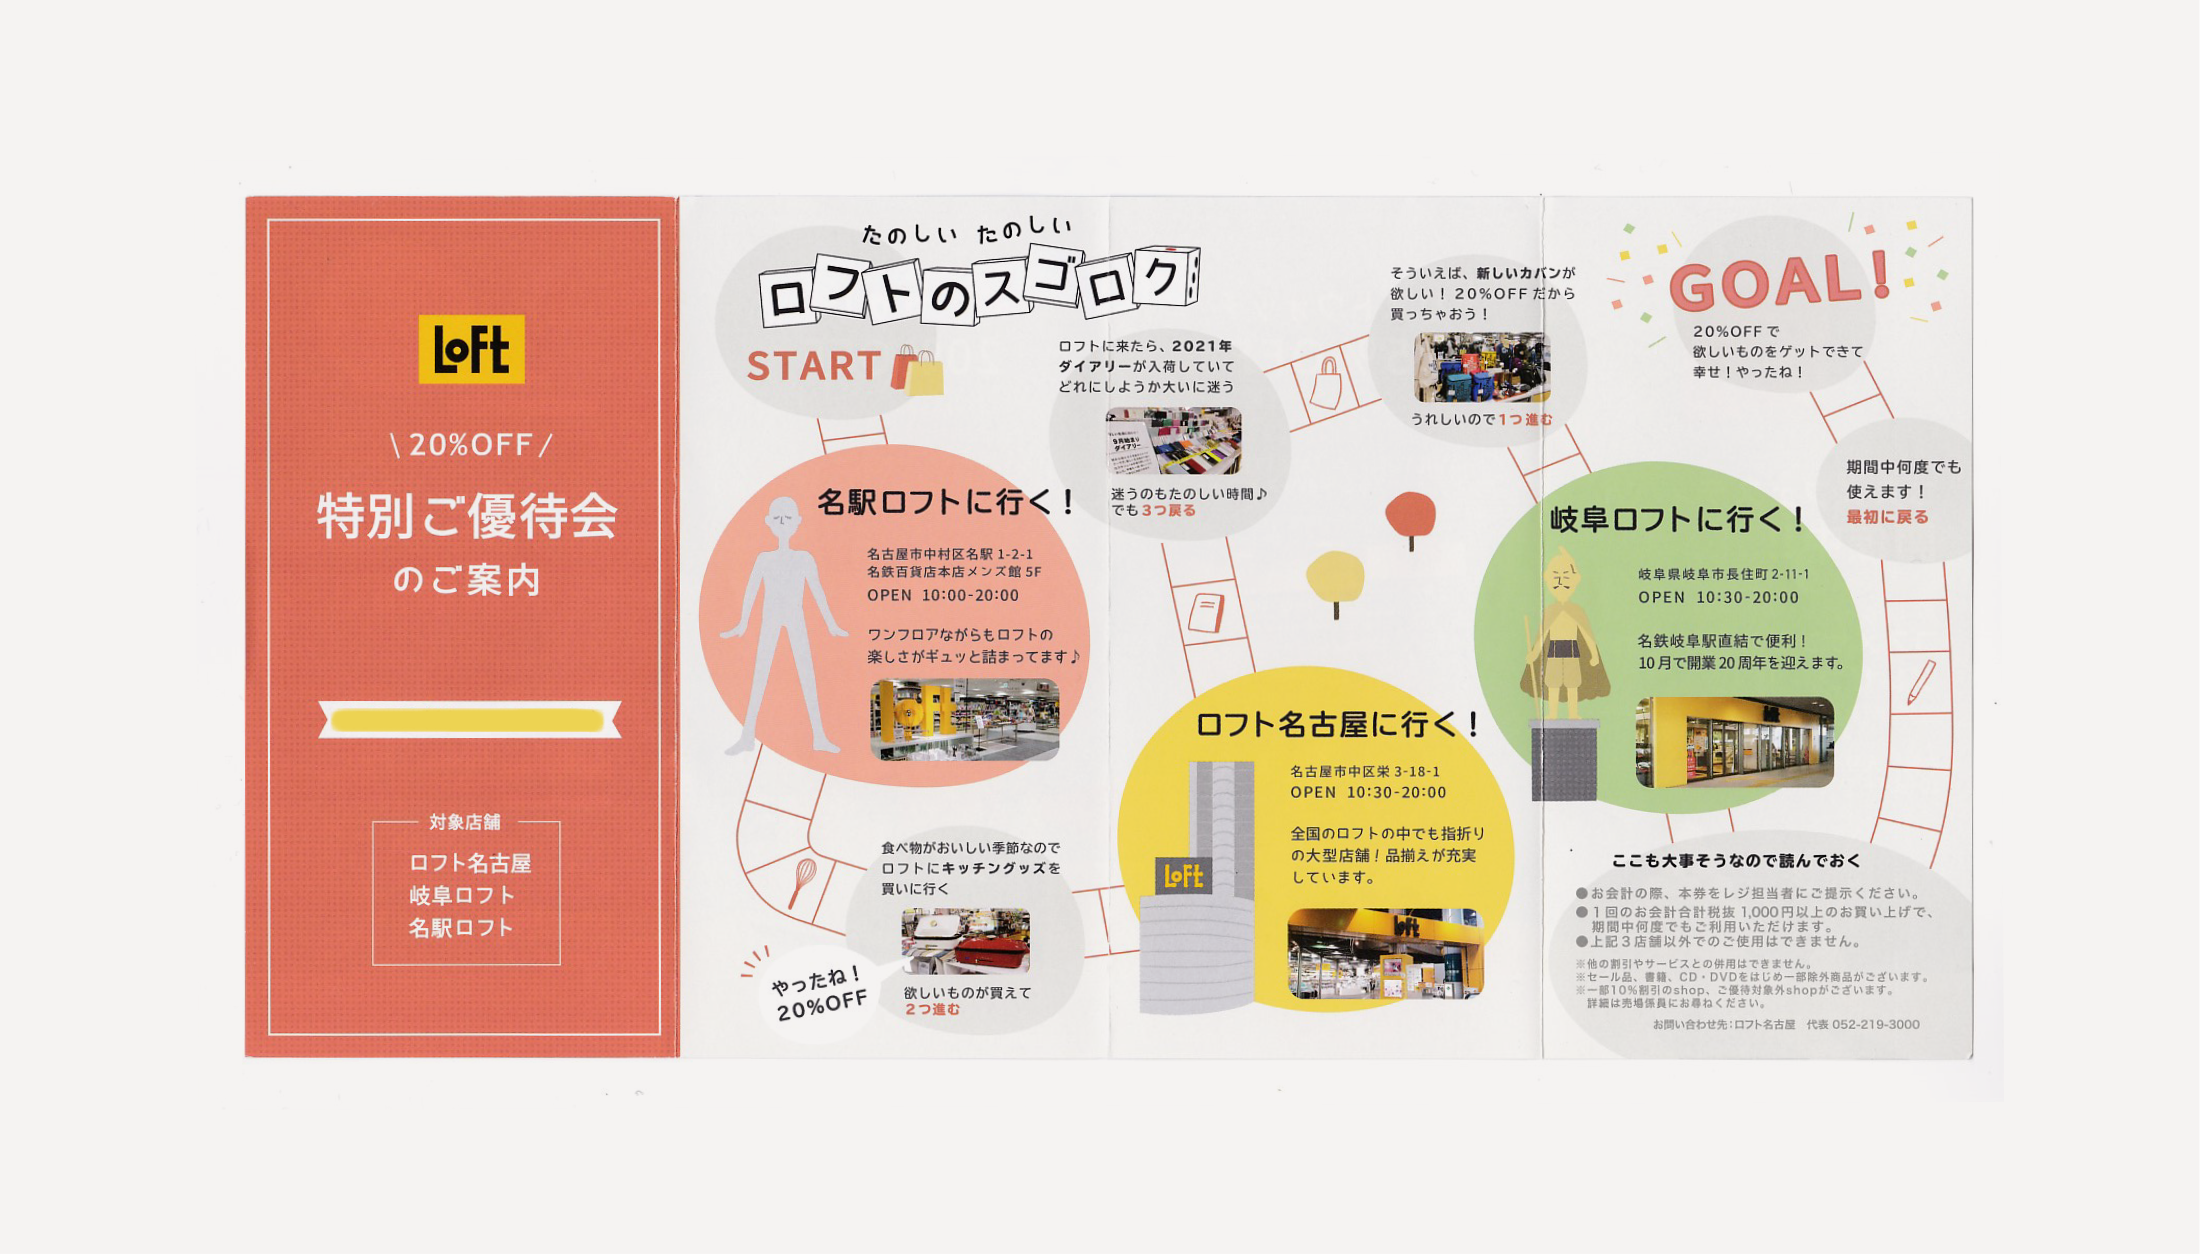 LoFt
\ 20%OFF /
特別ご優待会
のご案内
対象店舗
ロフト名古屋
岐阜ロフト
名駅ロフト
たのしい たのしい
ロフトのスゴロク
START
名駅ロフトに行く！
名古屋市中村区名駅 1-2-1
名鉄百貨店本店メンズ館 5F
OPEN 10:00-20:00
ワンフロアながらもロフトの
楽しさがギュッと詰まってます♪
LoFt
食べ物がおいしい季節なので
ロフトにキッチングッズを
買いに行く
欲しいものが買えて
2つ進む
やったね！
20%OFF
ロフト名古屋に行く！
名古屋市中区栄 3-18-1
OPEN 10:30-20:00
全国のロフトの中でも指折り
の大型店舗！品揃えが充実
しています。
LoFt
LoFt
ロフトに来たら、2021年
ダイアリーが入荷していて
どれにしようか大いに迷う
9月始まり
ダイアリー
迷うのもたのしい時間♪
でも3つ戻る
そういえば、新しいカバンが
欲しい！20%OFFだから
買っちゃおう！
うれしいので1つ進む
岐阜ロフトに行く！
岐阜県岐阜市長住町 2-11-1
OPEN 10:30-20:00
名鉄岐阜駅直結で便利！
10月で開業20周年を迎えます。
LoFt
期間中何度でも
使えます！
最初に戻る
GOAL!
20%OFFで
欲しいものをゲットできて
幸せ！やったね！
ここも大事そうなので読んでおく
●お会計の際、本券をレジ担当者にご提示ください。
●1回のお会計合計税抜 1,000円以上のお買い上げで、
期間中何度でもご利用いただけます。
●上記3店舗以外でのご使用はできません。
※他の割引やサービスとの併用はできません。
※セール品、書籍、CD・DVDをはじめ一部除外商品がございます。
※一部10%割引のshop、ご優待対象外shopがございます。
詳細は売場係員にお尋ねください。
お問い合わせ先：ロフト名古屋 代表 052-219-3000